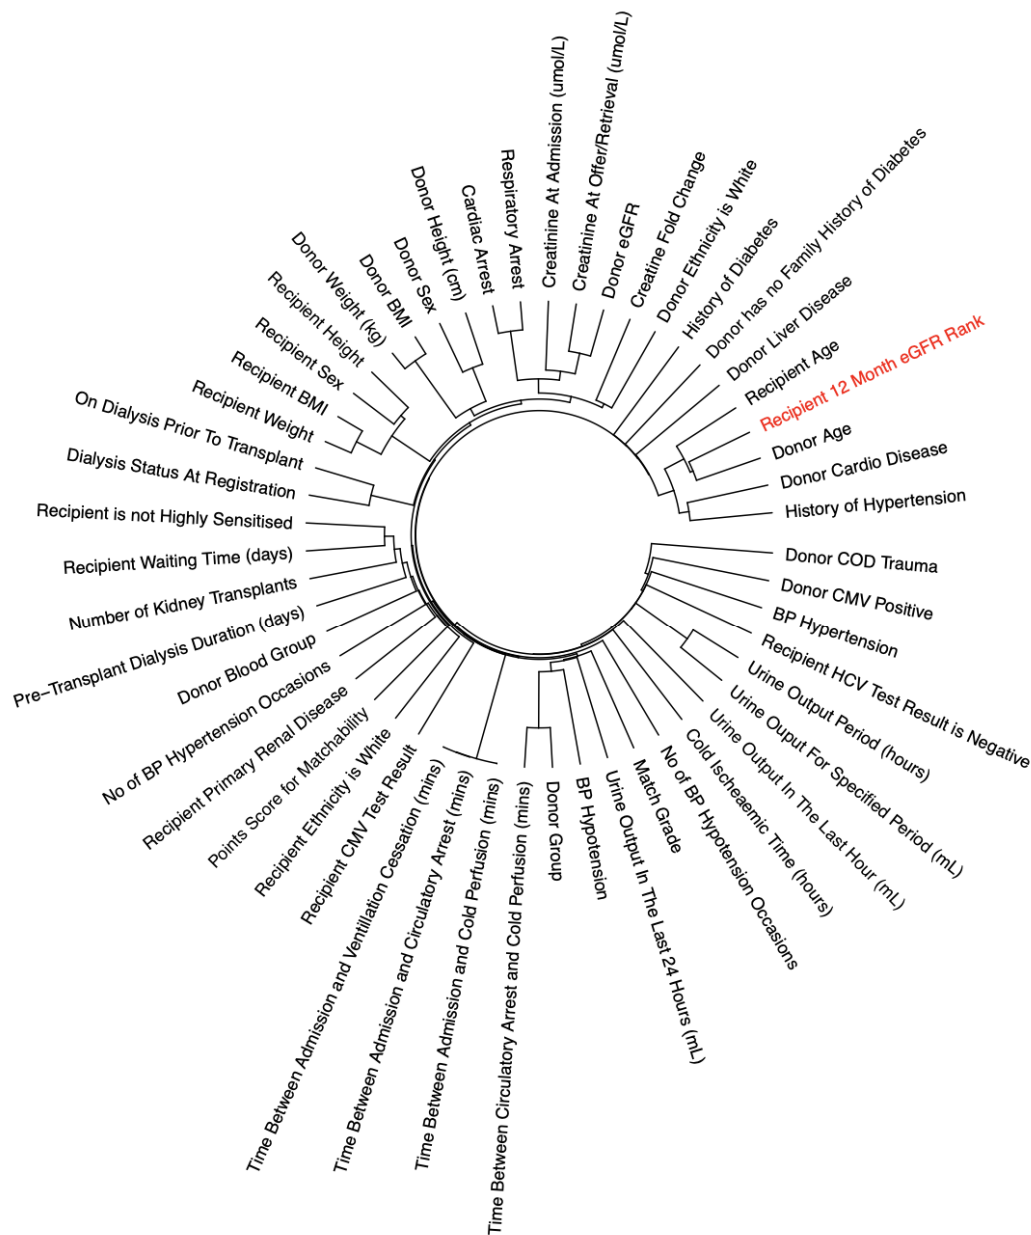 Creatinine At Admission (umol/L)
Creatinine At Offer/Retrieval (umol/L)
Donor eGFR
Creatine Fold Change
Donor Ethnicity is White
History of Diabetes
Donor has no Family History of Diabetes
Donor Liver Disease
Recipient Age
Recipient 12 Month eGFR Rank
Donor Age
Donor Cardio Disease
History of Hypertension
Donor COD Trauma
Donor CMV Positive
BP Hypertension
Recipient HCV Test Result is Negative
Urine Output Period (hours)
Urine Ouput For Specified Period (mL)
Urine Output In The Last Hour (mL)
Cold Ischeaemic Time (hours)
No of BP Hypotension Occasions
Match Grade
Urine Output In The Last 24 Hours (mL)
BP Hypotension
Donor Group
Time Between Circulatory Arrest and Cold Perfusion (mins)
Time Between Admission and Cold Perfusion (mins)
Time Between Admission and Circulatory Arrest (mins)
Time Between Admission and Ventillation Cessation (mins)
Recipient CMV Test Result
Recipient Ethnicity is White
Points Score for Matchability
Recipient Primary Renal Disease
No of BP Hypertension Occasions
Donor Blood Group
Pre−Transplant Dialysis Duration (days)
Number of Kidney Transplants
Recipient Waiting Time (days)
Recipient is not Highly Sensitised
Dialysis Status At Registration
On Dialysis Prior To Transplant
Recipient Weight
Recipient BMI
Recipient Sex
Recipient Height
Donor Weight (kg)
Donor BMI
Donor Sex
Donor Height (cm)
Cardiac Arrest
Respiratory Arrest